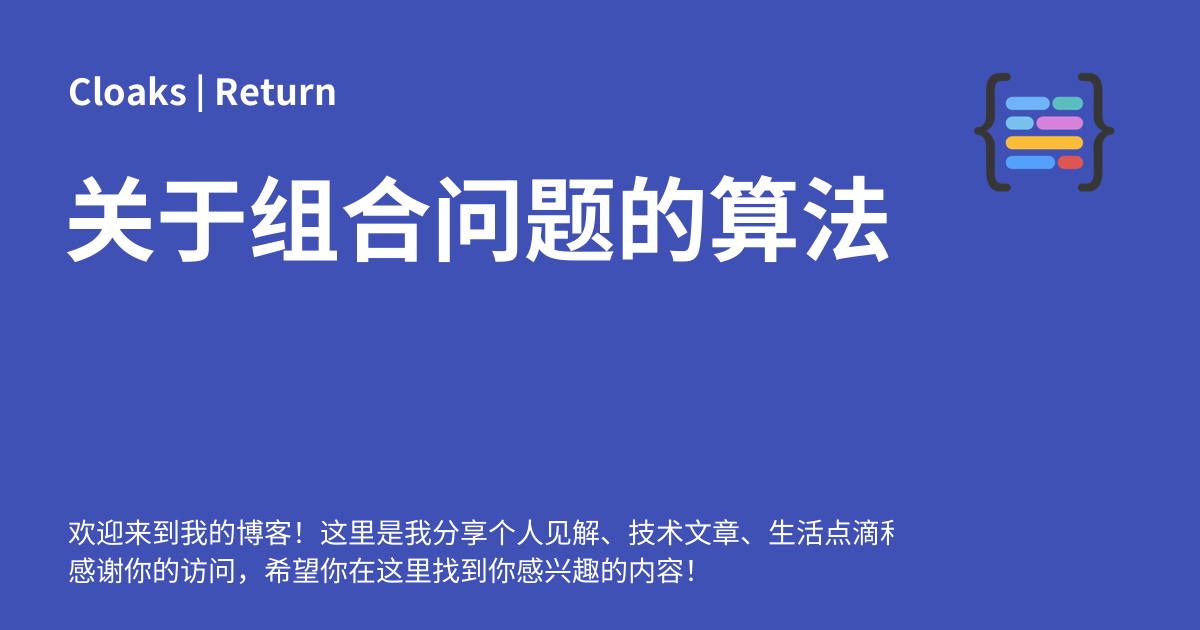 Cloaks | Return
关于组合问题的算法
欢迎来到我的博客！这里是我分享个人见解、技术文章、生活点滴
感谢你的访问，希望你在这里找到你感兴趣的内容！